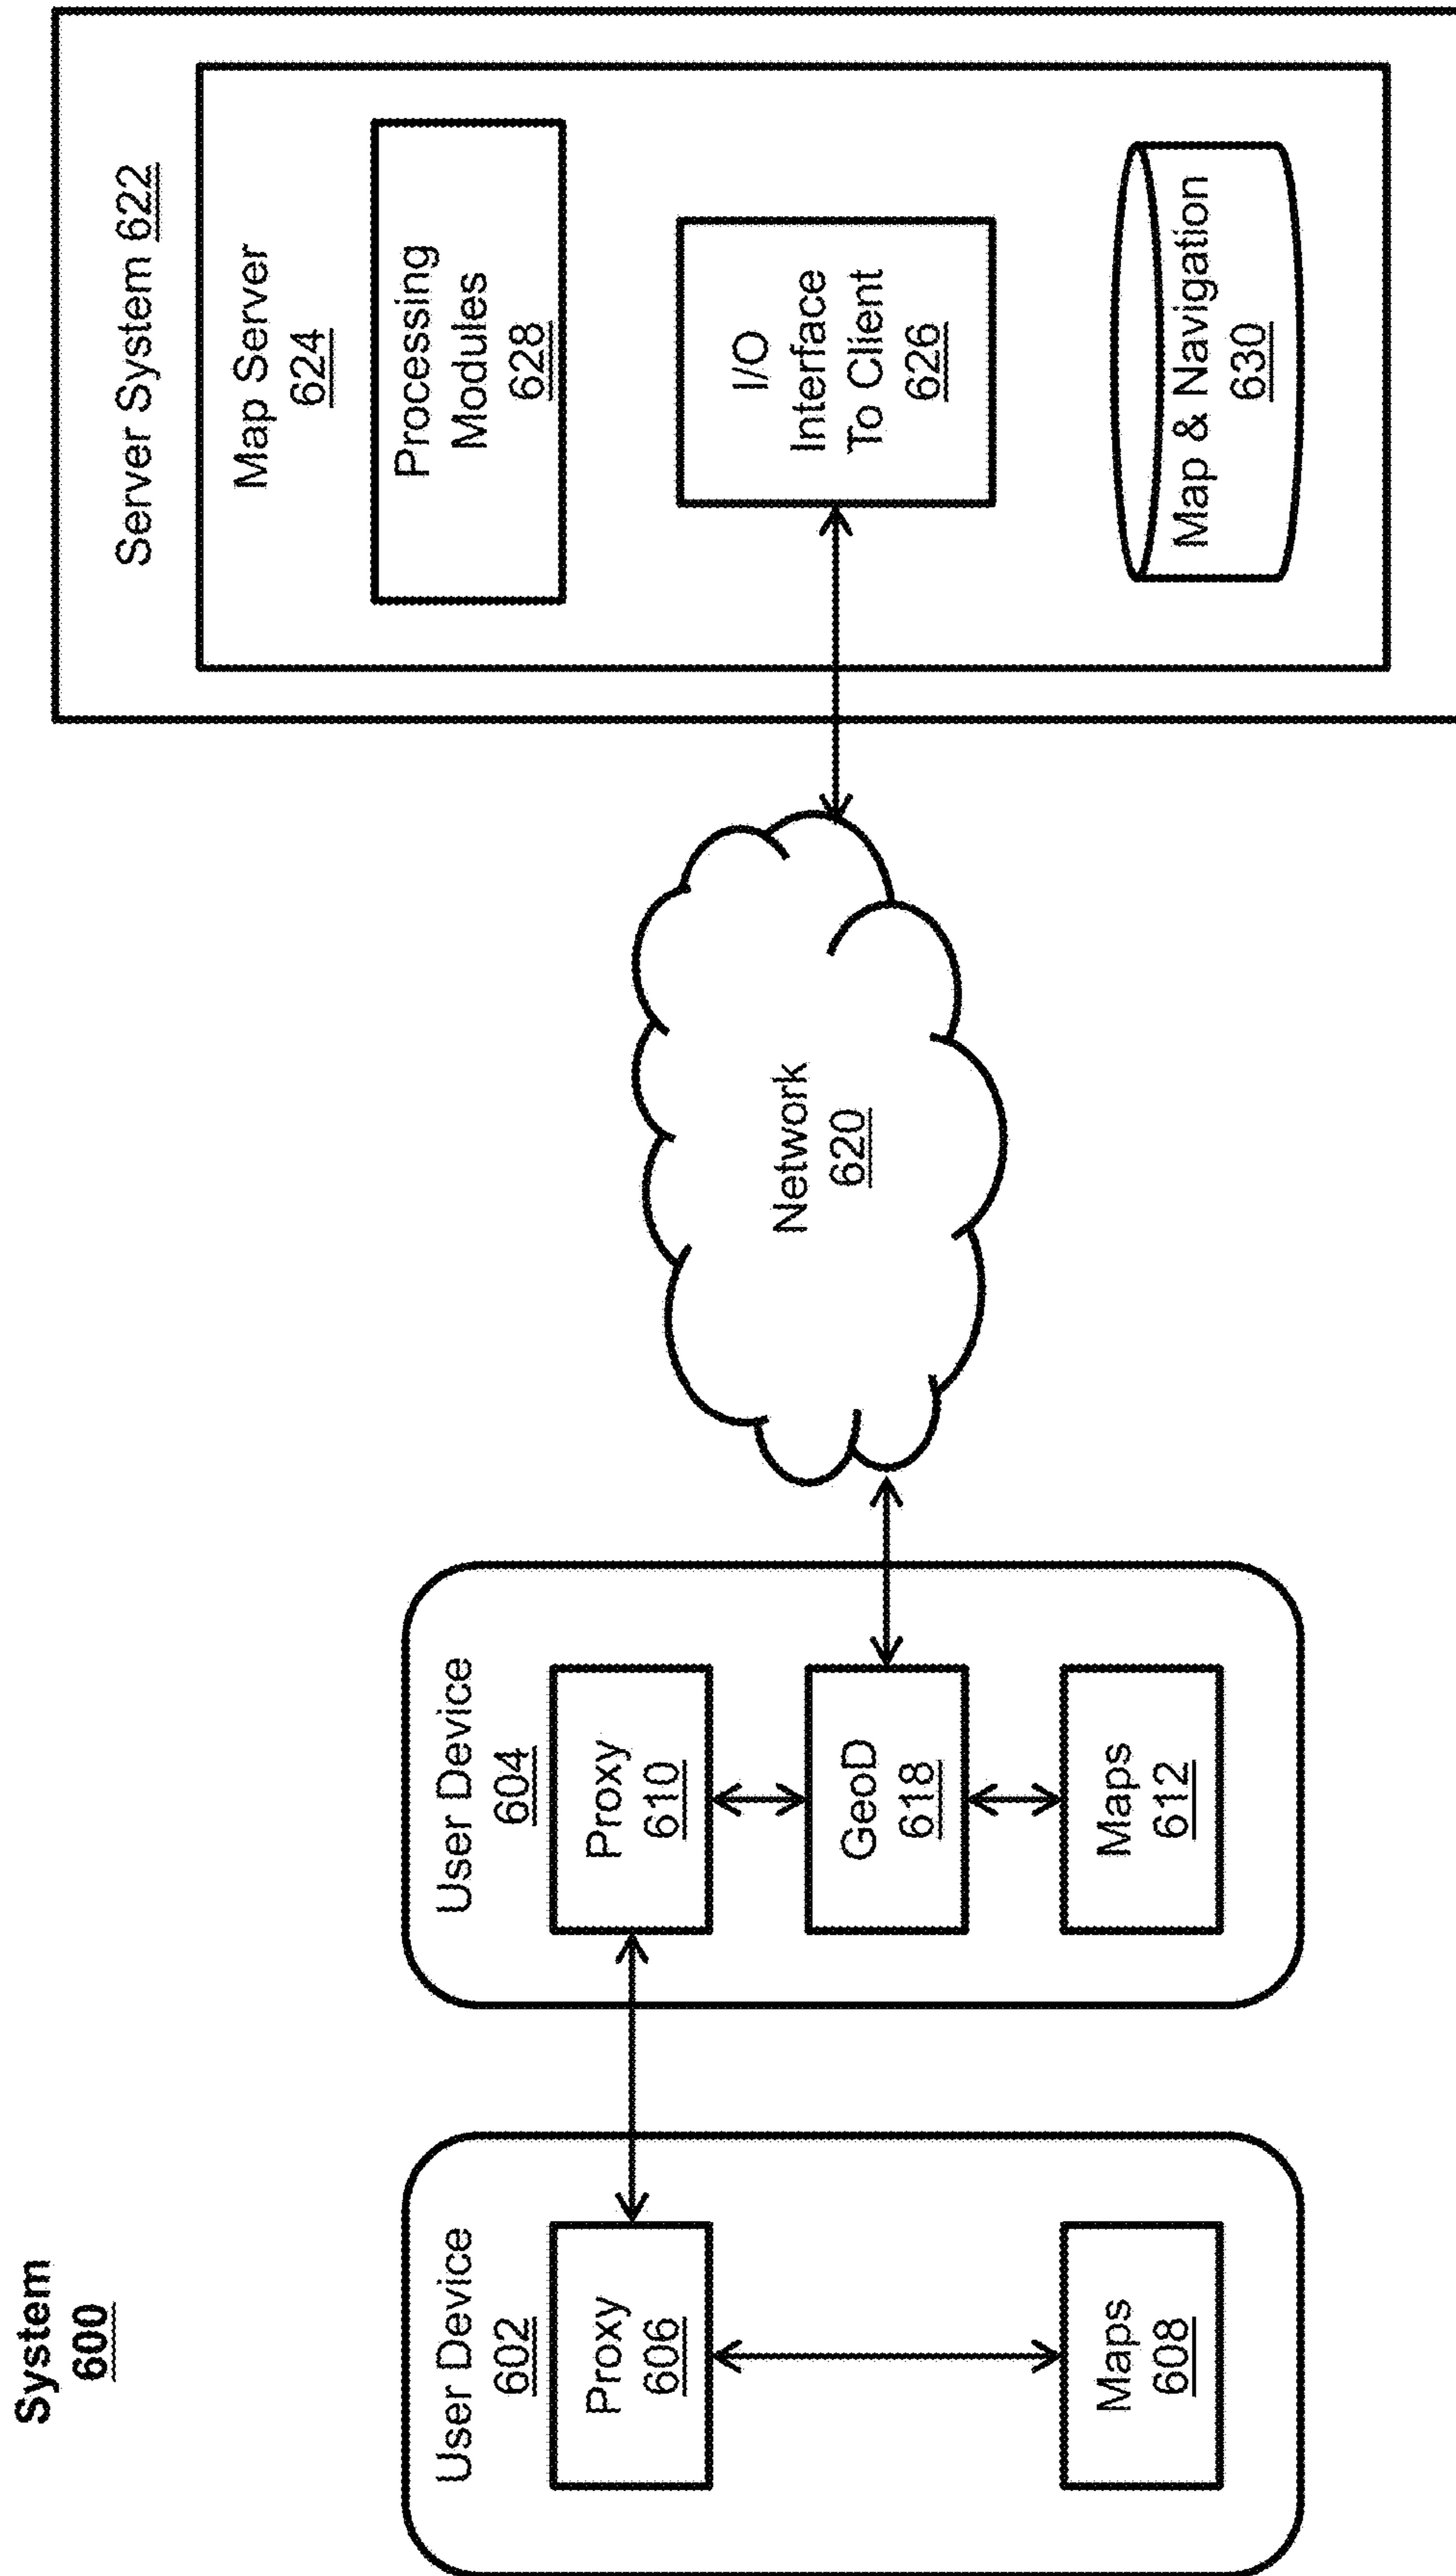 System
600
User Device
602
Proxy
606
Maps
608
User Device
604
Proxy
610
GeoD
618
Maps
612
Network
620
Server System 622
Map Server
624
Processing
Modules
628
I/O
Interface
To Client
626
Map & Navigation
630